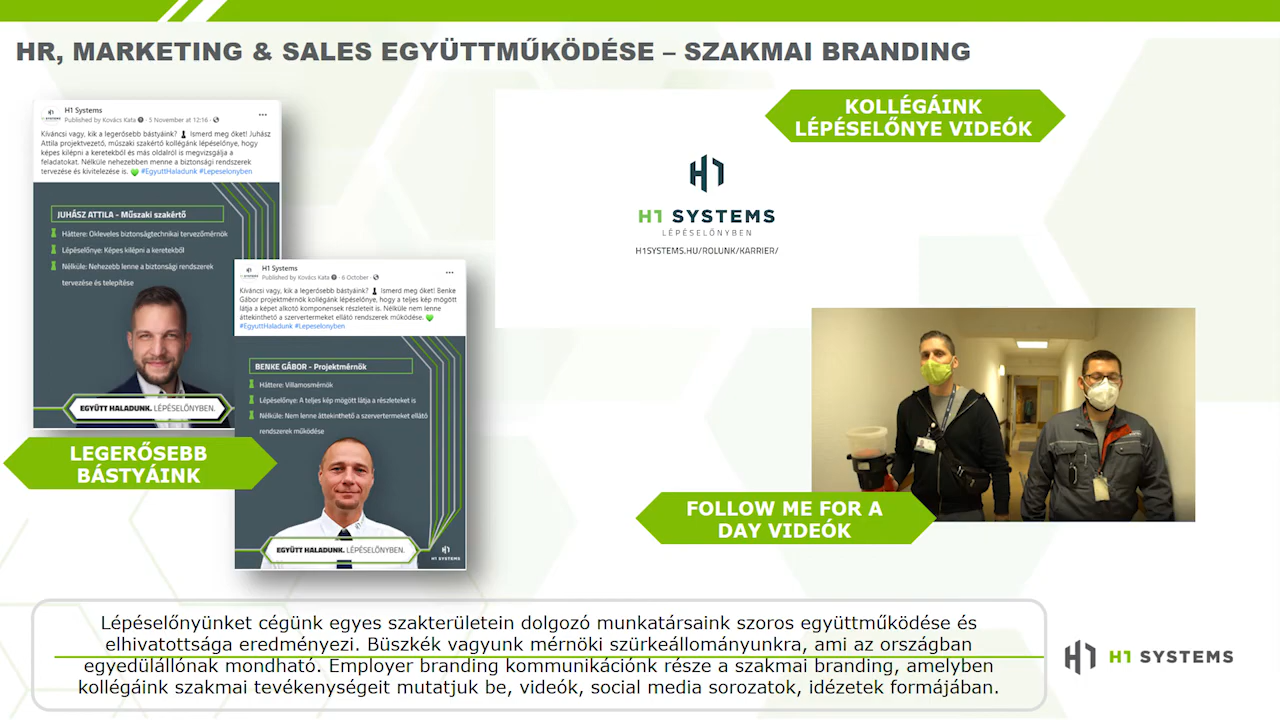 HR, MARKETING & SALES EGYÜTTMŰKÖDÉSE – SZAKMAI BRANDING
H1 Systems
Published by Kovács Kata · 5 November at 12:16 ·
Kíváncsi vagy, kik a legerősebb bástyáink? Ismerd meg őket! Juhász
Attila projektvezető, műszaki szakértő kollégánk lépéselőnye, hogy
képes kilépni a keretekből és más oldalról is megvizsgálja a
feladatokat. Nélküle nehezebben menne a biztonsági rendszerek
tervezése és kivitelezése is. #EgyuttHaladunk #Lepeselonyben
JUHÁSZ ATTILA - Műszaki szakértő
Háttere: Okleveles biztonságtechnikai tervezőmérnök
Lépéselőnye: Képes kilépni a keretekből
Nélküle: Nehezebb lenne a biztonsági rendszerek
tervezése és telepítése
EGYÜTT HALADUNK. LÉPÉSELŐNYBEN.
LEGERŐSEBB
BÁSTYÁINK
H1 Systems
Published by Kovács Kata · 6 October ·
Kíváncsi vagy, kik a legerősebb bástyáink? Ismerd meg őket! Benke
Gábor projektmérnök kollégánk lépéselőnye, hogy a teljes kép mögött
látja a képet alkotó komponensek részleteit is. Nélküle nem lenne
áttekinthető a szervertermeket ellátó rendszerek működése.
#EgyuttHaladunk #Lepeselonyben
BENKE GÁBOR - Projektmérnök
Háttere: Villamosmérnök
Lépéselőnye: A teljes kép mögött látja a részleteket is
Nélküle: Nem lenne áttekinthető a szervertermeket ellátó
rendszerek működése
EGYÜTT HALADUNK. LÉPÉSELŐNYBEN.
H1 SYSTEMS
KOLLÉGÁINK
LÉPÉSELŐNYE VIDEÓK
H1 SYSTEMS
LÉPÉSELŐNYBEN
H1SYSTEMS.HU/ROLUNK/KARRIER/
FOLLOW ME FOR A
DAY VIDEÓK
Lépéselőnyünket cégünk egyes szakterületein dolgozó munkatársaink szoros együttműködése és
elhivatottsága eredményezi. Büszkék vagyunk mérnöki szürkeállományunkra, ami az országban
egyedülállónak mondható. Employer branding kommunikációnk része a szakmai branding, amelyben
kollégáink szakmai tevékenységeit mutatjuk be, videók, social media sorozatok, idézetek formájában.
H1 SYSTEMS